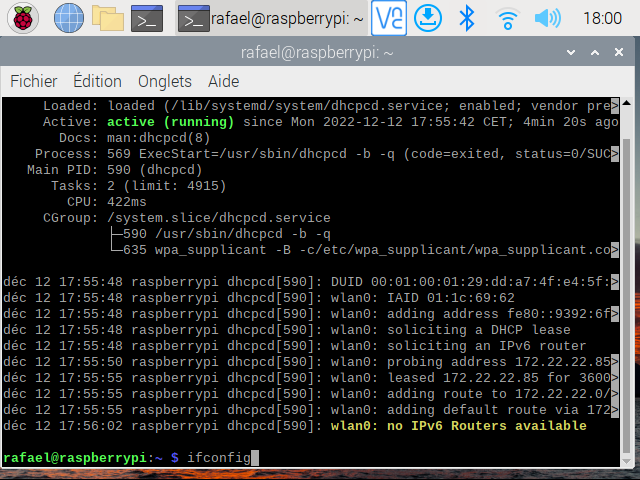 rafael@raspberrypi: ~
18:00
rafael@raspberrypi: ~
Fichier Édition Onglets Aide
Loaded: loaded (/lib/systemd/system/dhcpcd.service; enabled; vendor pre>
Active: active (running) since Mon 2022-12-12 17:55:42 CET; 4min 20s ago
Docs: man:dhcpcd(8)
Process: 569 ExecStart=/usr/sbin/dhcpcd -b -q (code=exited, status=0/SUC>
Main PID: 590 (dhcpcd)
Tasks: 2 (limit: 4915)
CPU: 422ms
CGroup: /system.slice/dhcpcd.service
├─590 /usr/sbin/dhcpcd -b -q
└─635 wpa_supplicant -B -c/etc/wpa_supplicant/wpa_supplicant.co>
déc 12 17:55:48 raspberrypi dhcpcd[590]: DUID 00:01:00:01:29:dd:a7:4f:e4:5f:>
déc 12 17:55:48 raspberrypi dhcpcd[590]: wlan0: IAID 01:1c:69:62
déc 12 17:55:48 raspberrypi dhcpcd[590]: wlan0: adding address fe80::9392:6f>
déc 12 17:55:48 raspberrypi dhcpcd[590]: wlan0: soliciting a DHCP lease
déc 12 17:55:48 raspberrypi dhcpcd[590]: wlan0: soliciting an IPv6 router
déc 12 17:55:50 raspberrypi dhcpcd[590]: wlan0: probing address 172.22.22.85>
déc 12 17:55:55 raspberrypi dhcpcd[590]: wlan0: leased 172.22.22.85 for 3600>
déc 12 17:55:55 raspberrypi dhcpcd[590]: wlan0: adding route to 172.22.22.0/>
déc 12 17:55:55 raspberrypi dhcpcd[590]: wlan0: adding default route via 172>
déc 12 17:56:02 raspberrypi dhcpcd[590]: wlan0: no IPv6 Routers available
rafael@raspberrypi:~ $ ifconfig